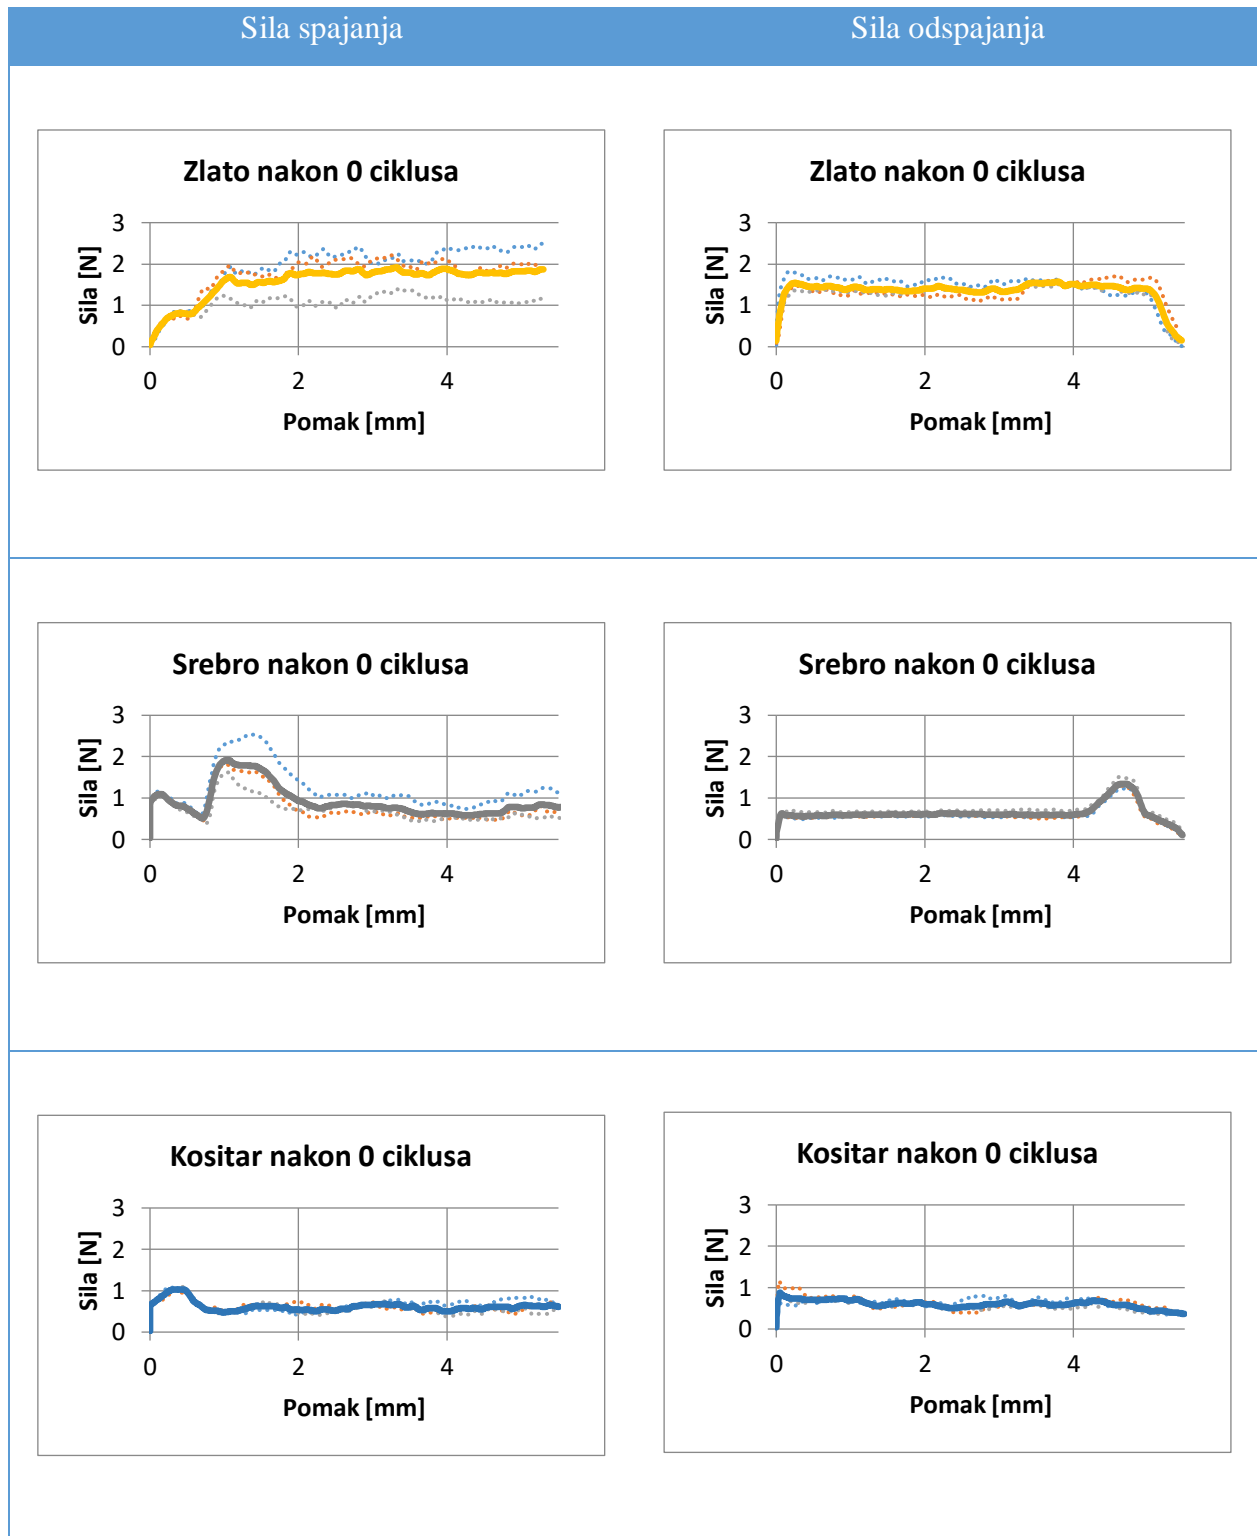 Sila spajanja
Sila odspajanja
Zlato nakon 0 ciklusa
3
2
1
0
Sila [N]
0 2 4
Pomak [mm]
Zlato nakon 0 ciklusa
3
2
1
0
Sila [N]
0 2 4
Pomak [mm]
Srebro nakon 0 ciklusa
3
2
1
0
Sila [N]
0 2 4
Pomak [mm]
Srebro nakon 0 ciklusa
3
2
1
0
Sila [N]
0 2 4
Pomak [mm]
Kositar nakon 0 ciklusa
3
2
1
0
Sila [N]
0 2 4
Pomak [mm]
Kositar nakon 0 ciklusa
3
2
1
0
Sila [N]
0 2 4
Pomak [mm]